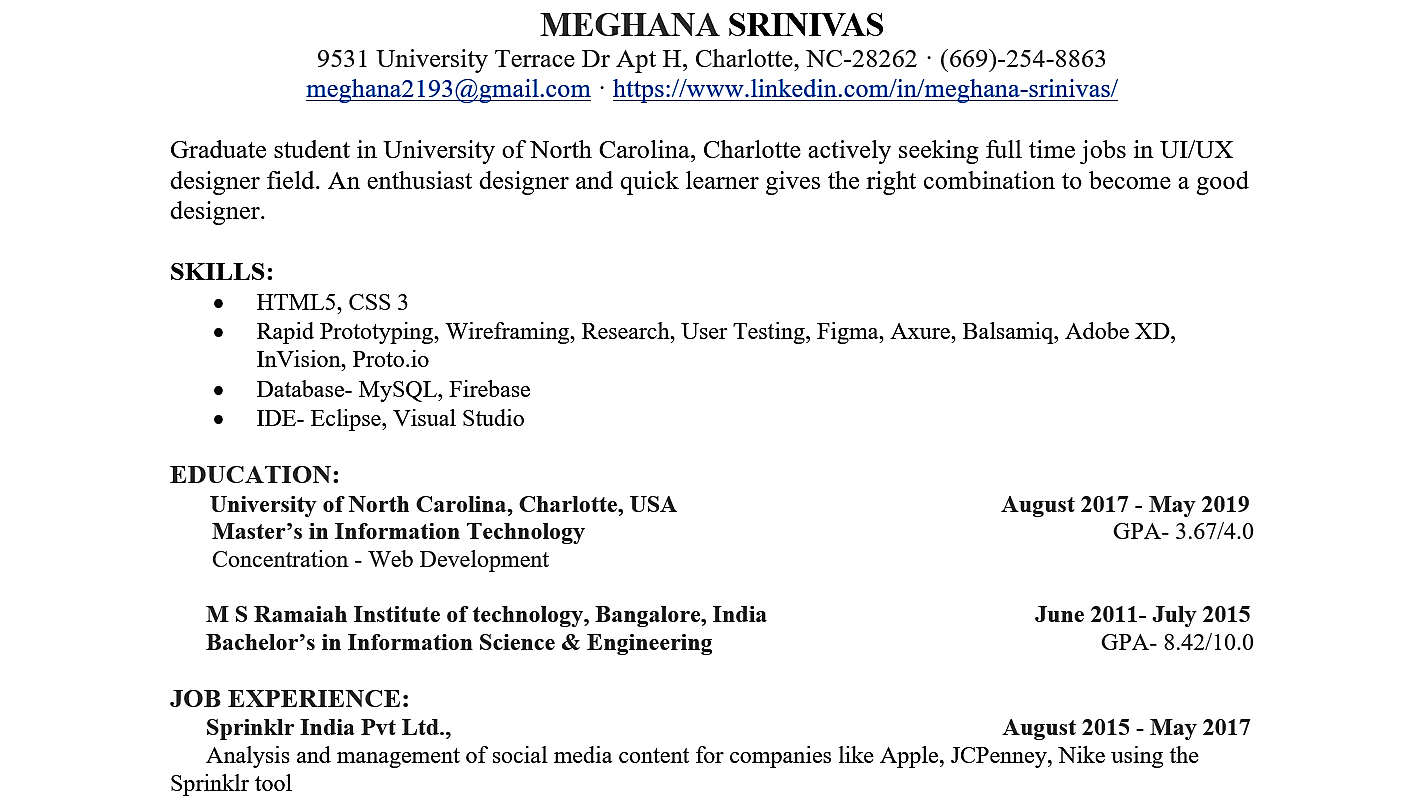 MEGHANA SRINIVAS
9531 University Terrace Dr Apt H, Charlotte, NC-28262 · (669)-254-8863
meghana2193@gmail.com · https://www.linkedin.com/in/meghana-srinivas/
Graduate student in University of North Carolina, Charlotte actively seeking full time jobs in UI/UX
designer field. An enthusiast designer and quick learner gives the right combination to become a good
designer.
SKILLS:
• HTML5, CSS 3
• Rapid Prototyping, Wireframing, Research, User Testing, Figma, Axure, Balsamiq, Adobe XD,
InVision, Proto.io
• Database- MySQL, Firebase
• IDE- Eclipse, Visual Studio
EDUCATION:
University of North Carolina, Charlotte, USA August 2017 - May 2019
Master’s in Information Technology GPA- 3.67/4.0
Concentration - Web Development
M S Ramaiah Institute of technology, Bangalore, India June 2011- July 2015
Bachelor’s in Information Science & Engineering GPA- 8.42/10.0
JOB EXPERIENCE:
Sprinklr India Pvt Ltd., August 2015 - May 2017
Analysis and management of social media content for companies like Apple, JCPenney, Nike using the
Sprinklr tool